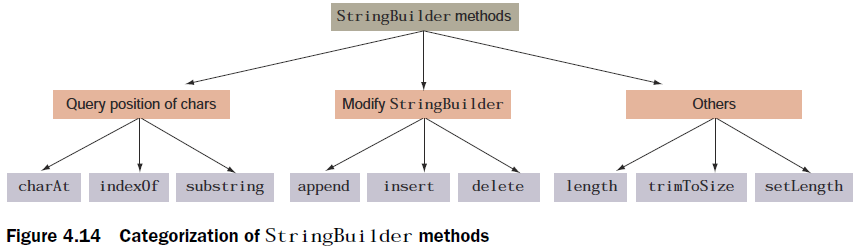 StringBuilder methods
Query position of chars
Modify StringBuilder
Others
charAt
indexOf
substring
append
insert
delete
length
trimToSize
setLength
Figure 4.14 Categorization of StringBuilder methods